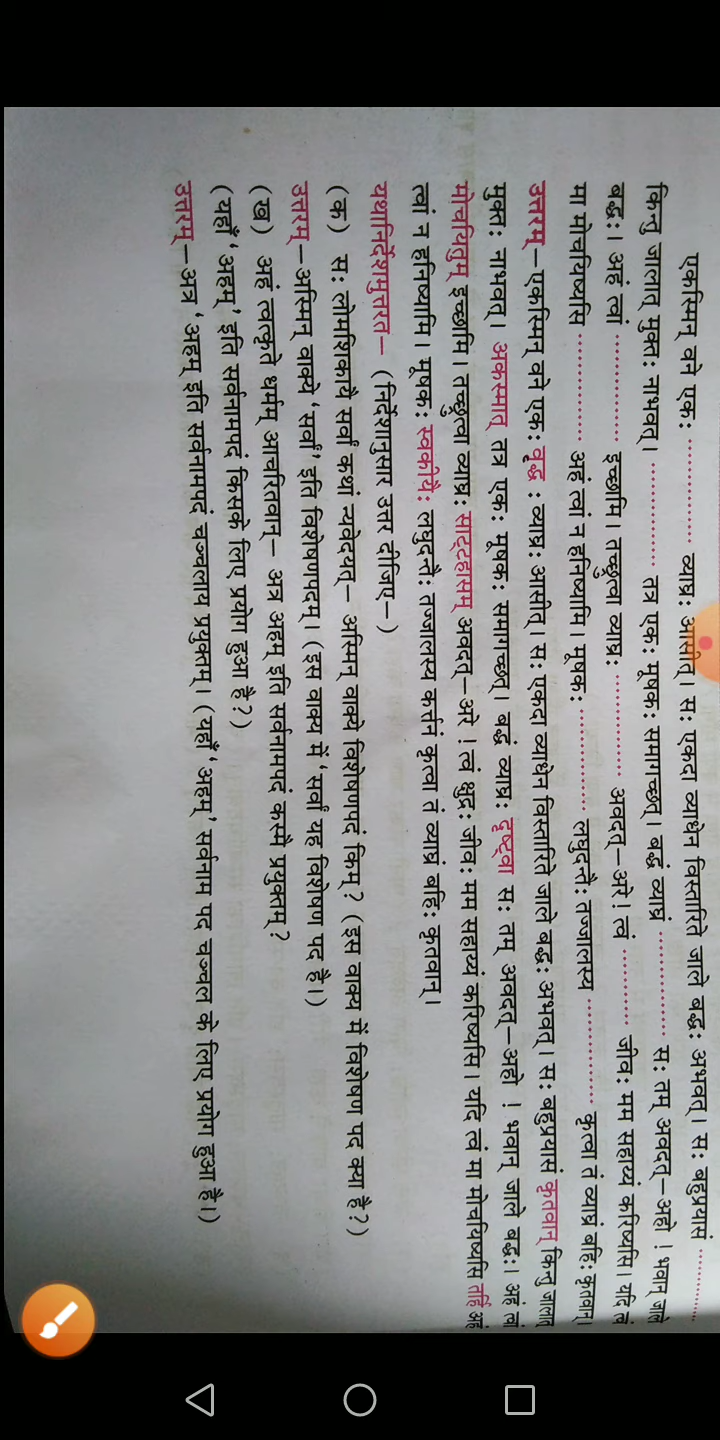 एकस्मिन् वने एकः ................ व्याघ्रः आसीत्। सः एकदा व्याधेन विस्तारिते जाले बद्धः अभवत्। सः बहुप्रयासं ................
किन्तु जालात् मुक्तः नाभवत्। ................ तत्र एकः मूषकः समागच्छत्। बद्धं व्याघ्रं ................ सः तम् अवदत्–अहो ! भवान् जाले
बद्धः। अहं त्वां ................ इच्छामि। तच्छ्रुत्वा व्याघ्रः ................ अवदत्–अरे ! त्वं ................ जीवः मम सहाय्यं करिष्यसि। यदि त्वं
मा मोचयिष्यसि ................ अहं त्वां न हनिष्यामि। मूषकः ................ लघुदन्तैः तज्जालस्य ................ कृत्वा तं व्याघ्रं बहिः कृतवान्।
उत्तरम्–एकस्मिन् वने एकः वृद्ध : व्याघ्रः आसीत्। सः एकदा व्याधेन विस्तारिते जाले बद्धः अभवत्। सः बहुप्रयासं कृतवान् किन्तु जालात्
मुक्तः नाभवत्। अकस्मात् तत्र एकः मूषकः समागच्छत्। बद्धं व्याघ्रः दृष्ट्वा सः तम् अवदत्–अहो ! भवान् जाले बद्धः। अहं त्वां
मोचयितुम् इच्छामि। तच्छ्रुत्वा व्याघ्रः साट्टहासम् अवदत्–अरे ! त्वं क्षुद्रः जीवः मम सहाय्यं करिष्यसि। यदि त्वं मा मोचयिष्यसि तर्हि अहं
त्वां न हनिष्यामि। मूषकः स्वकीयैः लघुदन्तैः तज्जालस्य कर्त्तनं कृत्वा तं व्याघ्रं बहिः कृतवान्।
यथानिर्देशमुत्तरत– (निर्देशानुसार उत्तर दीजिए–)
(क) सः लोमशिकायै सर्वां कथां न्यवेदयत्– अस्मिन् वाक्ये विशेषणपदं किम्? (इस वाक्य में विशेषण पद क्या है?)
उत्तरम्–अस्मिन् वाक्ये ‘सर्वां’ इति विशेषणपदम्। (इस वाक्य में ‘सर्वां यह विशेषण पद है।)
(ख) अहं त्वत्कृते धर्मम् आचरितवान्– अत्र अहम् इति सर्वनामपदं कस्मै प्रयुक्तम्?
(यहाँ ‘अहम्’ इति सर्वनामपदं किसके लिए प्रयोग हुआ है?)
उत्तरम्–अत्र ‘अहम् इति सर्वनामपदं चञ्चलाय प्रयुक्तम्। (यहाँ ‘अहम्’ सर्वनाम पद चञ्चल के लिए प्रयोग हुआ है।)